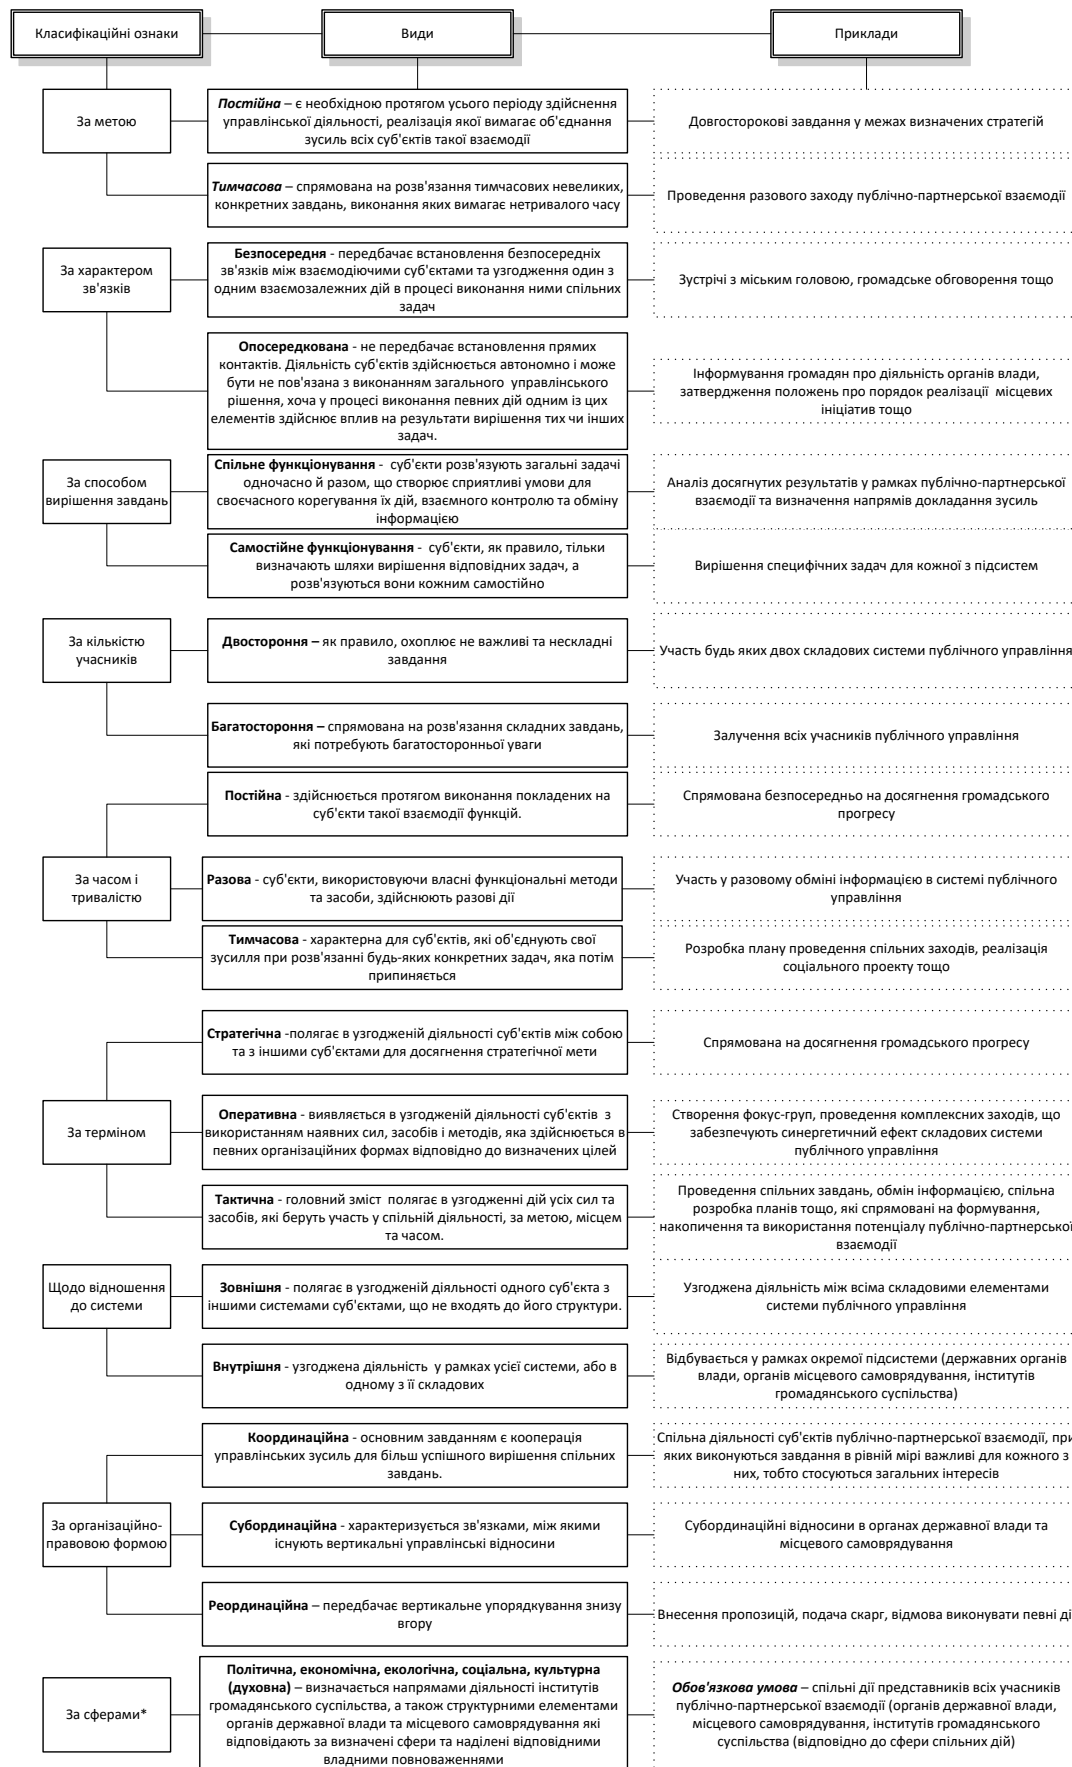 Класифікаційні ознаки
Види
Приклади
За метою
Постійна – є необхідною протягом усього періоду здійснення
управлінської діяльності, реалізація якої вимагає об'єднання
зусиль всіх суб'єктів такої взаємодії
Довгосторокові завдання у межах визначених стратегій
Тимчасова – спрямована на розв'язання тимчасових невеликих,
конкретних завдань, виконання яких вимагає нетривалого часу
Проведення разового заходу публічно-партнерської взаємодії
За характером
зв'язків
Безпосередня - передбачає встановлення безпосередніх
зв'язків між взаємодіючими суб'єктами та узгодження один з
одним взаємозалежних дій в процесі виконання ними спільних
задач
Зустрічі з міським головою, громадське обговорення тощо
Опосередкована - не передбачає встановлення прямих
контактів. Діяльність суб'єктів здійснюється автономно і може
бути не пов'язана з виконанням загального управлінського
рішення, хоча у процесі виконання певних дій одним із цих
елементів здійснює вплив на результати вирішення тих чи інших
задач.
Інформування громадян про діяльність органів влади,
затвердження положень про порядок реалізації місцевих
ініціатив тощо
За способом
вирішення завдань
Спільне функціонування - суб'єкти розв'язують загальні задачі
одночасно й разом, що створює сприятливі умови для
своєчасного корегування їх дій, взаємного контролю та обміну
інформацією
Аналіз досягнутих результатів у рамках публічно-партнерської
взаємодії та визначення напрямів докладання зусиль
Самостійне функціонування - суб'єкти, як правило, тільки
визначають шляхи вирішення відповідних задач, а
розв'язуються вони кожним самостійно
Вирішення специфічних задач для кожної з підсистем
За кількістю
учасників
Двостороння – як правило, охоплює не важливі та нескладні
завдання
Участь будь яких двох складових системи публічного управління
Багатостороння – спрямована на розв'язання складних завдань,
які потребують багатосторонньої уваги
Залучення всіх учасників публічного управління
Постійна - здійснюється протягом виконання покладених на
суб'єкти такої взаємодії функцій.
Спрямована безпосередньо на досягнення громадського
прогресу
За часом і
тривалістю
Разова - суб'єкти, використовуючи власні функціональні методи
та засоби, здійснюють разові дії
Участь у разовому обміні інформацією в системі публічного
управління
Тимчасова - характерна для суб'єктів, які об'єднують свої
зусилля при розв'язанні будь-яких конкретних задач, яка потім
припиняється
Розробка плану проведення спільних заходів, реалізація
соціального проекту тощо
Стратегічна -полягає в узгодженій діяльності суб'єктів між собою
та з іншими суб'єктами для досягнення стратегічної мети
Спрямована на досягнення громадського прогресу
За терміном
Оперативна - виявляється в узгодженій діяльності суб'єктів з
використанням наявних сил, засобів і методів, яка здійснюється в
певних організаційних формах відповідно до визначених цілей
Створення фокус-груп, проведення комплексних заходів, що
забезпечують синергетичний ефект складових системи
публічного управління
Тактична - головний зміст полягає в узгодженні дій усіх сил та
засобів, які беруть участь у спільній діяльності, за метою, місцем
та часом.
Проведення спільних завдань, обмін інформацією, спільна
розробка планів тощо, які спрямовані на формування,
накопичення та використання потенціалу публічно-партнерської
взаємодії
Щодо відношення
до системи
Зовнішня - полягає в узгодженій діяльності одного суб'єкта з
іншими системами суб'єктами, що не входять до його структури.
Узгоджена діяльність між всіма складовими елементами
системи публічного управління
Внутрішня - узгоджена діяльність у рамках усієї системи, або в
одному з її складових
Відбувається у рамках окремої підсистеми (державних органів
влади, органів місцевого самоврядування, інститутів
громадянського суспільства)
Координаційна - основним завданням є кооперація
управлінських зусиль для більш успішного вирішення спільних
завдань.
Спільна діяльності суб'єктів публічно-партнерської взаємодії, при
яких виконуються завдання в рівній мірі важливі для кожного з
них, тобто стосуються загальних інтересів
За організаційно-
правовою формою
Субординаційна - характеризується зв'язками, між якими
існують вертикальні управлінські відносини
Субординаційні відносини в органах державної влади та
місцевого самоврядування
Реординаційна – передбачає вертикальне упорядкування знизу
вгору
Внесення пропозицій, подача скарг, відмова виконувати певні ді
За сферами*
Політична, економічна, екологічна, соціальна, культурна
(духовна) – визначається напрямами діяльності інститутів
громадянського суспільства, а також структурними елементами
органів державної влади та місцевого самоврядування які
відповідають за визначені сфери та наділені відповідними
владними повноваженнями
Обов'язкова умова – спільні дії представників всіх учасників
публічно-партнерської взаємодії (органів державної влади,
місцевого самоврядування, інститутів громадянського
суспільства (відповідно до сфери спільних дій)